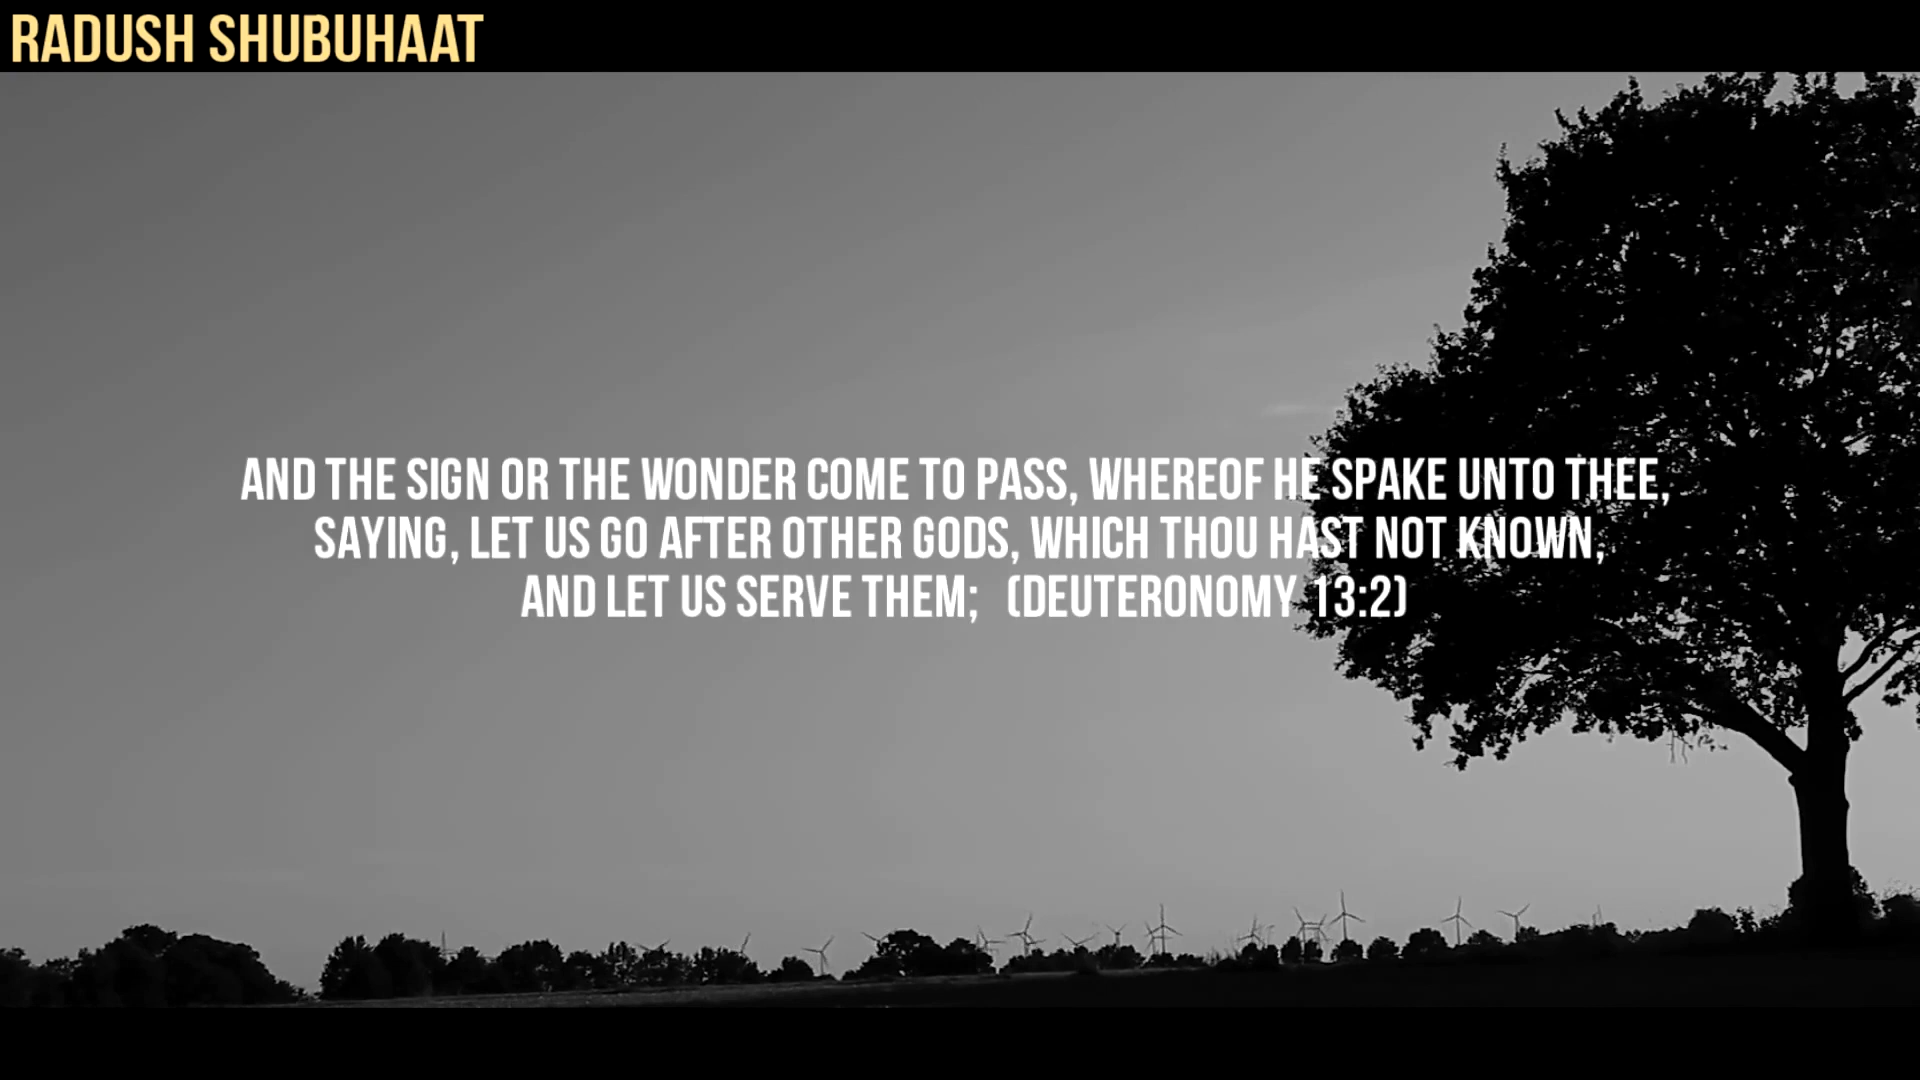 RADUSH SHUBUHAAT
AND THE SIGN OR THE WONDER COME TO PASS, WHEREOF HE SPAKE UNTO THEE,
SAYING, LET US GO AFTER OTHER GODS, WHICH THOU HAST NOT KNOWN,
AND LET US SERVE THEM; (DEUTERONOMY 13:2)